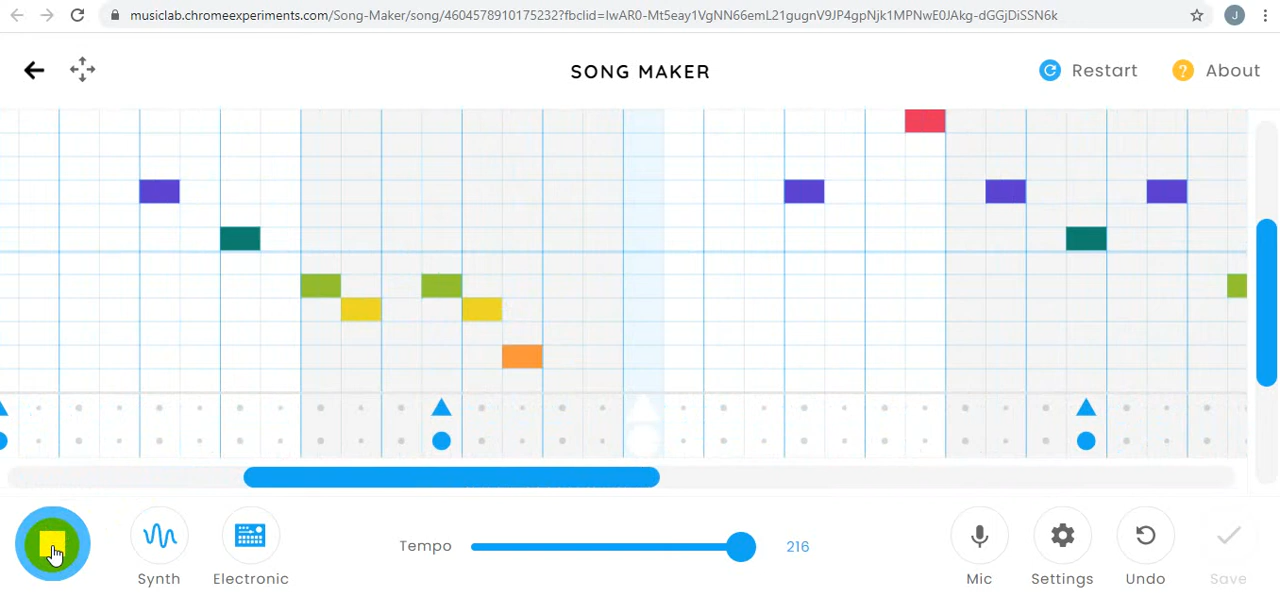 musiclab.chromeexperiments.com/Song-Maker/song/4604578910175232?fbclid=IwAR0-Mt5eay1VgNN66emL21gugnV9JP4gpNjk1MPNwE0JAkg-dGGjDiSSN6k
J
SONG MAKER
Restart
? About
Tempo
216
Synth
Electronic
Mic
Settings
Undo
Save